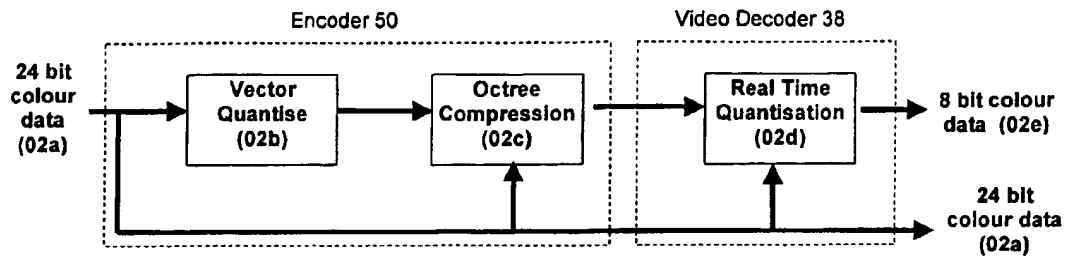 Encoder 50
Video Decoder 38
24 bit
colour
data
(02a)
Vector
Quantise
(02b)
Octree
Compression
(02c)
Real Time
Quantisation
(02d)
8 bit colour
data (02e)
24 bit
colour data
(02a)